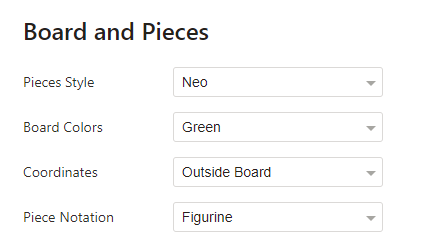 Board and Pieces
Pieces Style Neo
Board Colors Green
Coordinates Outside Board
Piece Notation Figurine